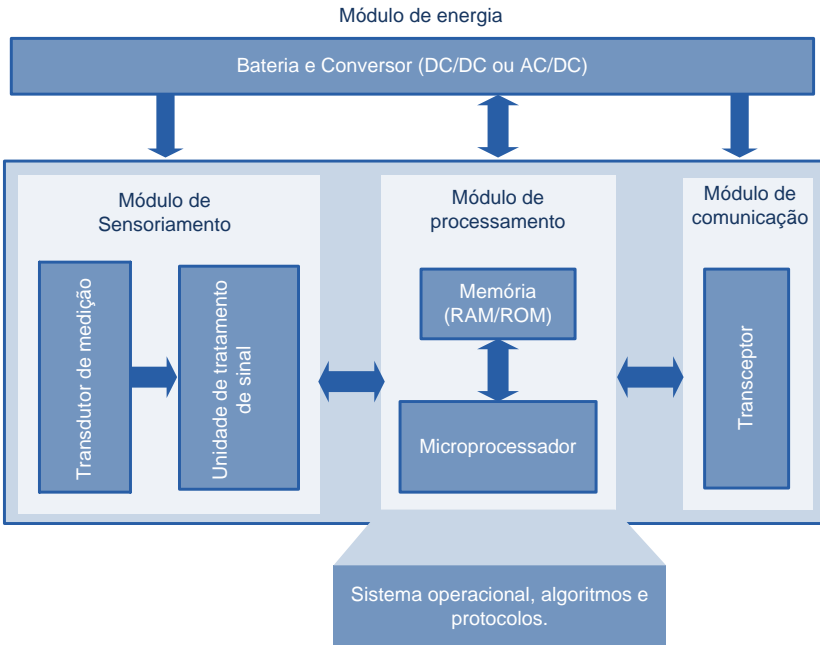 Módulo de energia
Bateria e Conversor (DC/DC ou AC/DC)
Módulo de
Sensoriamento
Transdutor de medição
Unidade de tratamento
de sinal
Módulo de
processamento
Memória
(RAM/ROM)
Microprocessador
Módulo de
comunicação
Transceptor
Sistema operacional, algoritmos e
protocolos.